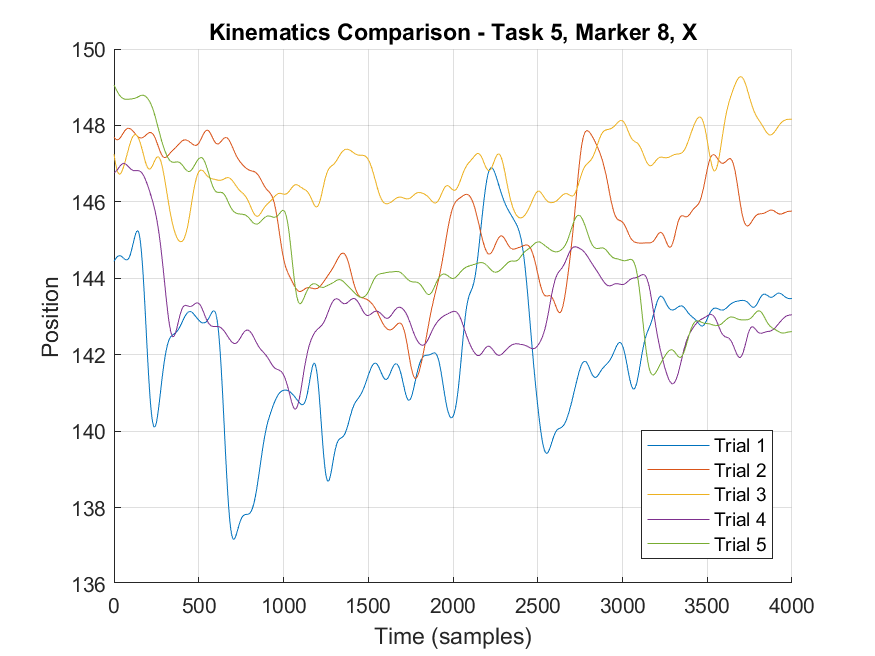 Kinematics Comparison - Task 5, Marker 8, X
150
148
146
144
142
140
138
136
Position
0 500 1000 1500 2000 2500 3000 3500 4000
Time (samples)
Trial 1
Trial 2
Trial 3
Trial 4
Trial 5